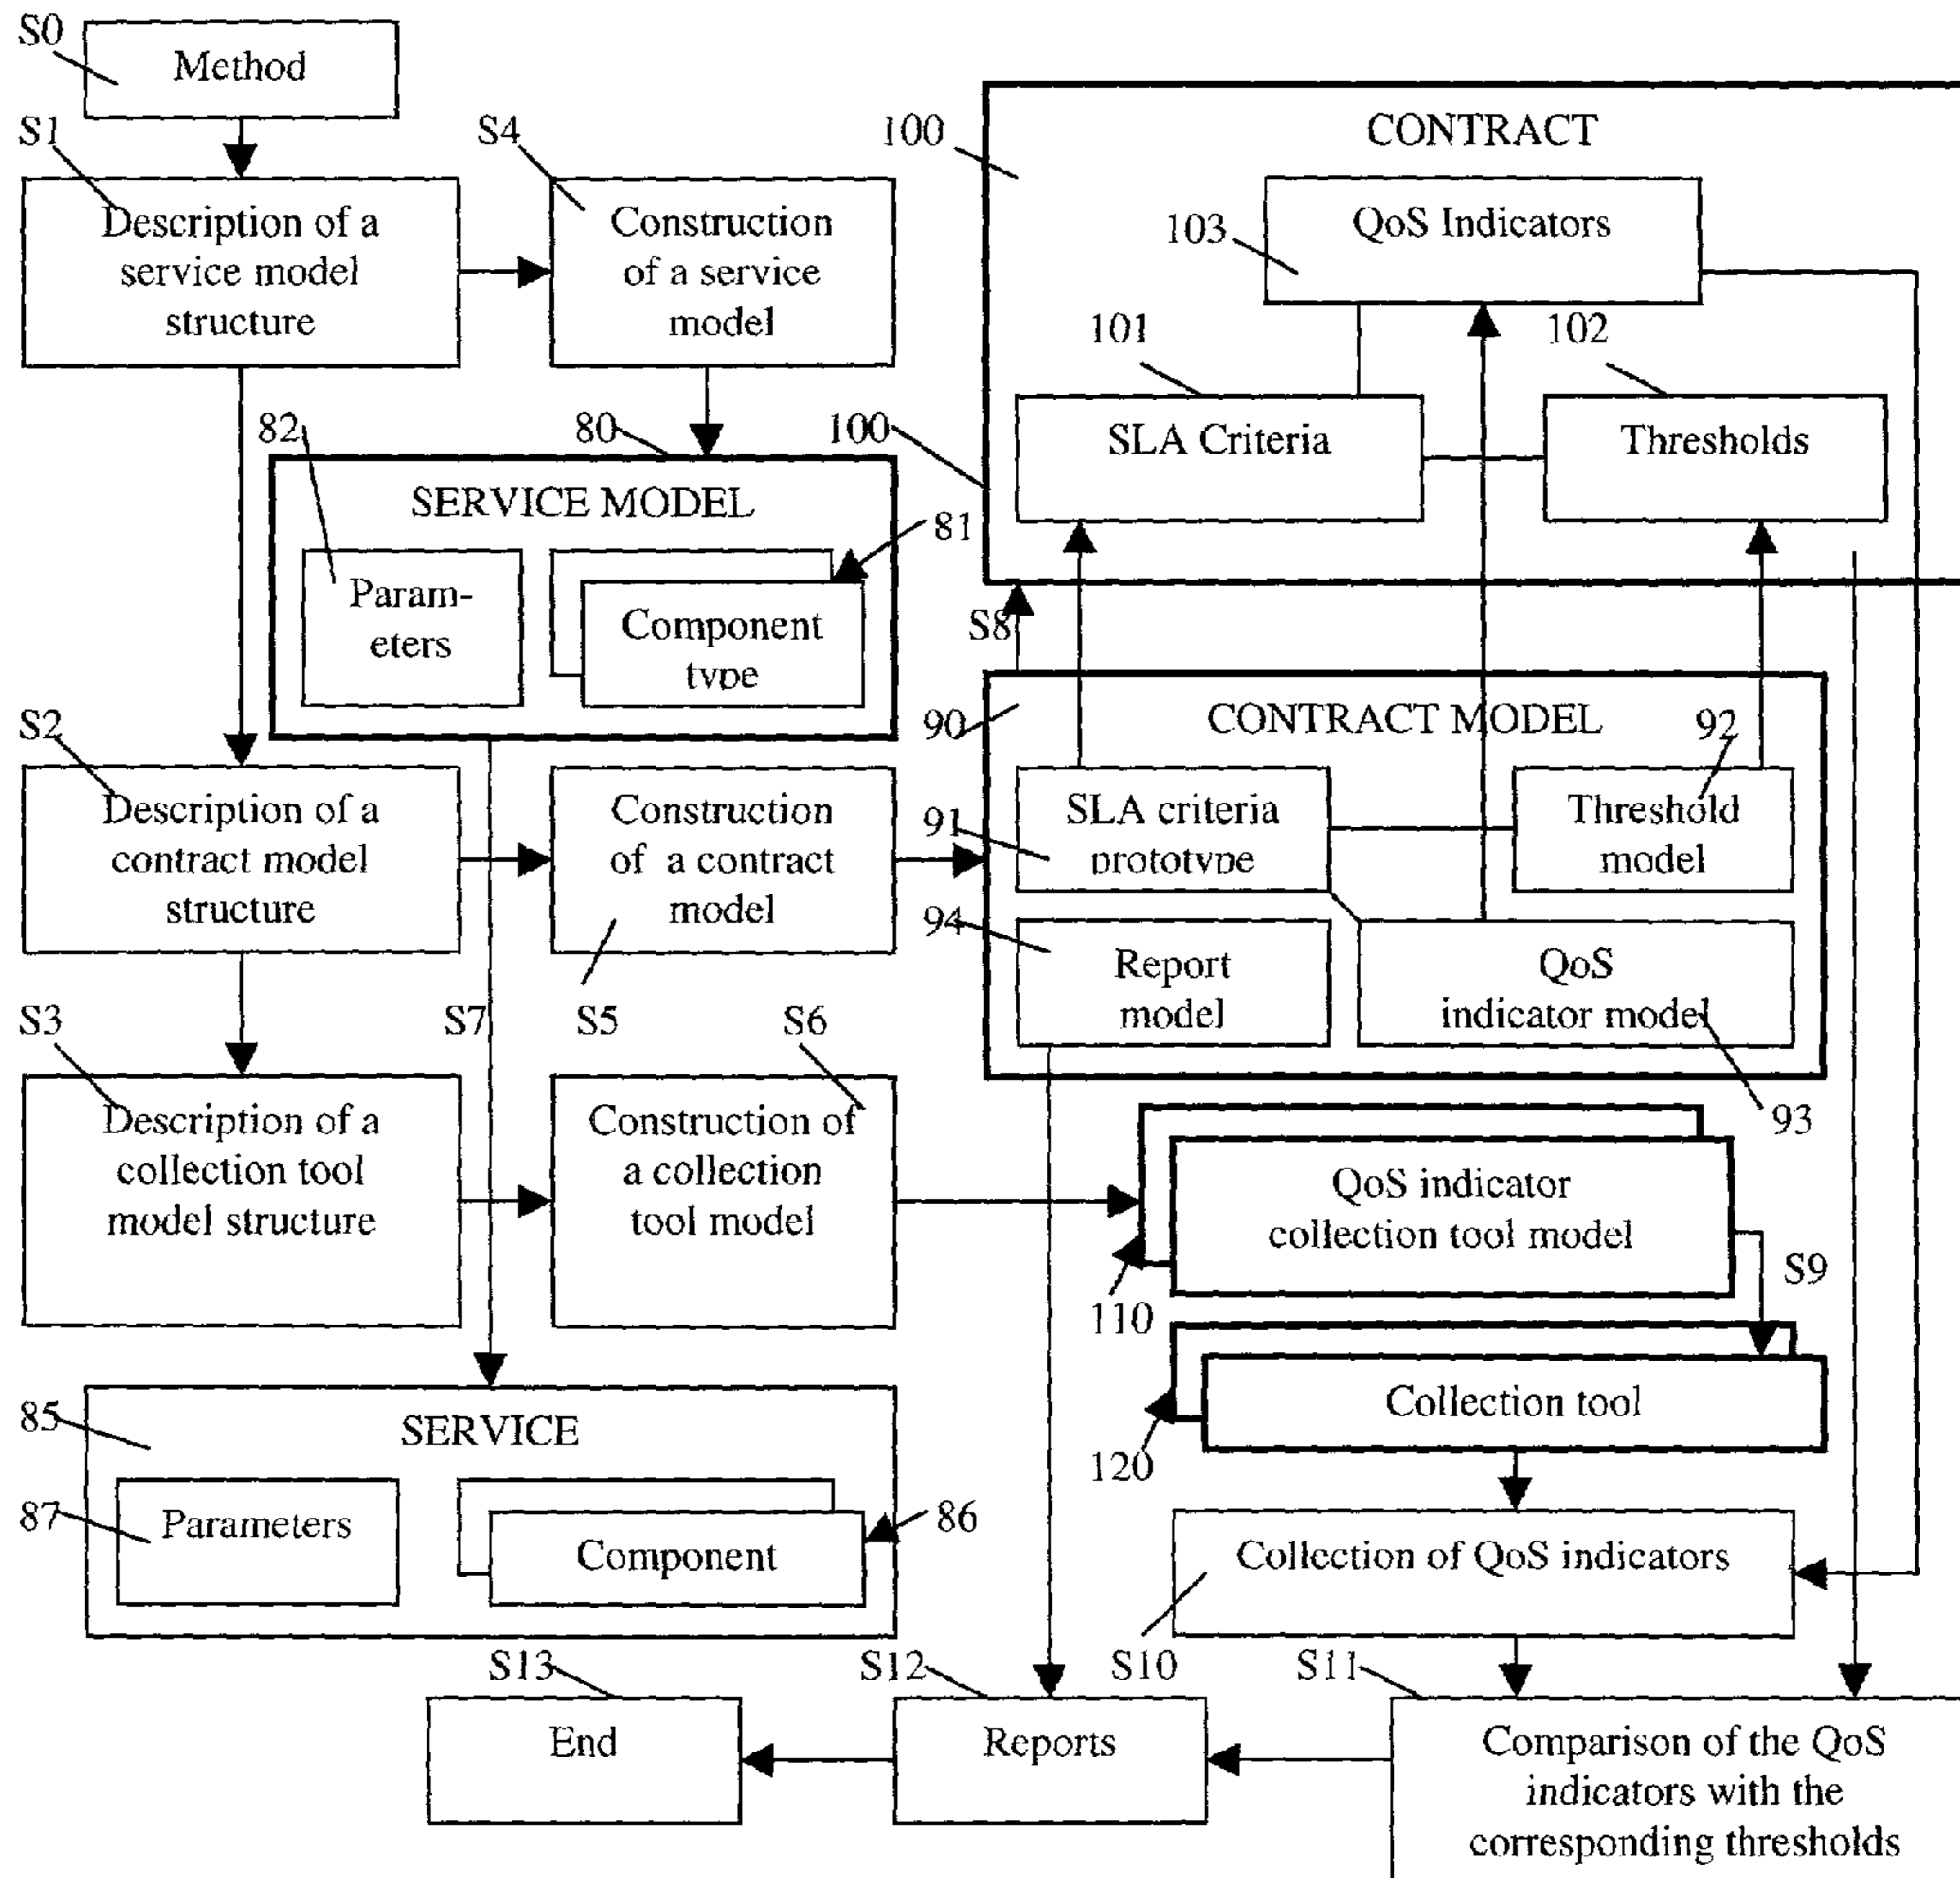 S0
Method
S1
Description of a
service model
structure
S4
Construction
of a service
model
100
CONTRACT
103
QoS Indicators
101
SLA Criteria
102
Thresholds
100
82
80
SERVICE MODEL
81
Param-
eters
Component
type
S8
S2
Description of a
contract model
structure
Construction
of a contract
model
S5
90
CONTRACT MODEL
92
91
SLA criteria
prototype
Threshold
model
94
Report
model
QoS
indicator model
93
S3
Description of a
collection tool
model structure
S7
S6
Construction of
a collection
tool model
QoS indicator
collection tool model
110
S9
Collection tool
120
85
SERVICE
87
Parameters
Component
86
Collection of QoS indicators
S10
S13
End
S12
Reports
S11
Comparison of the QoS
indicators with the
corresponding thresholds